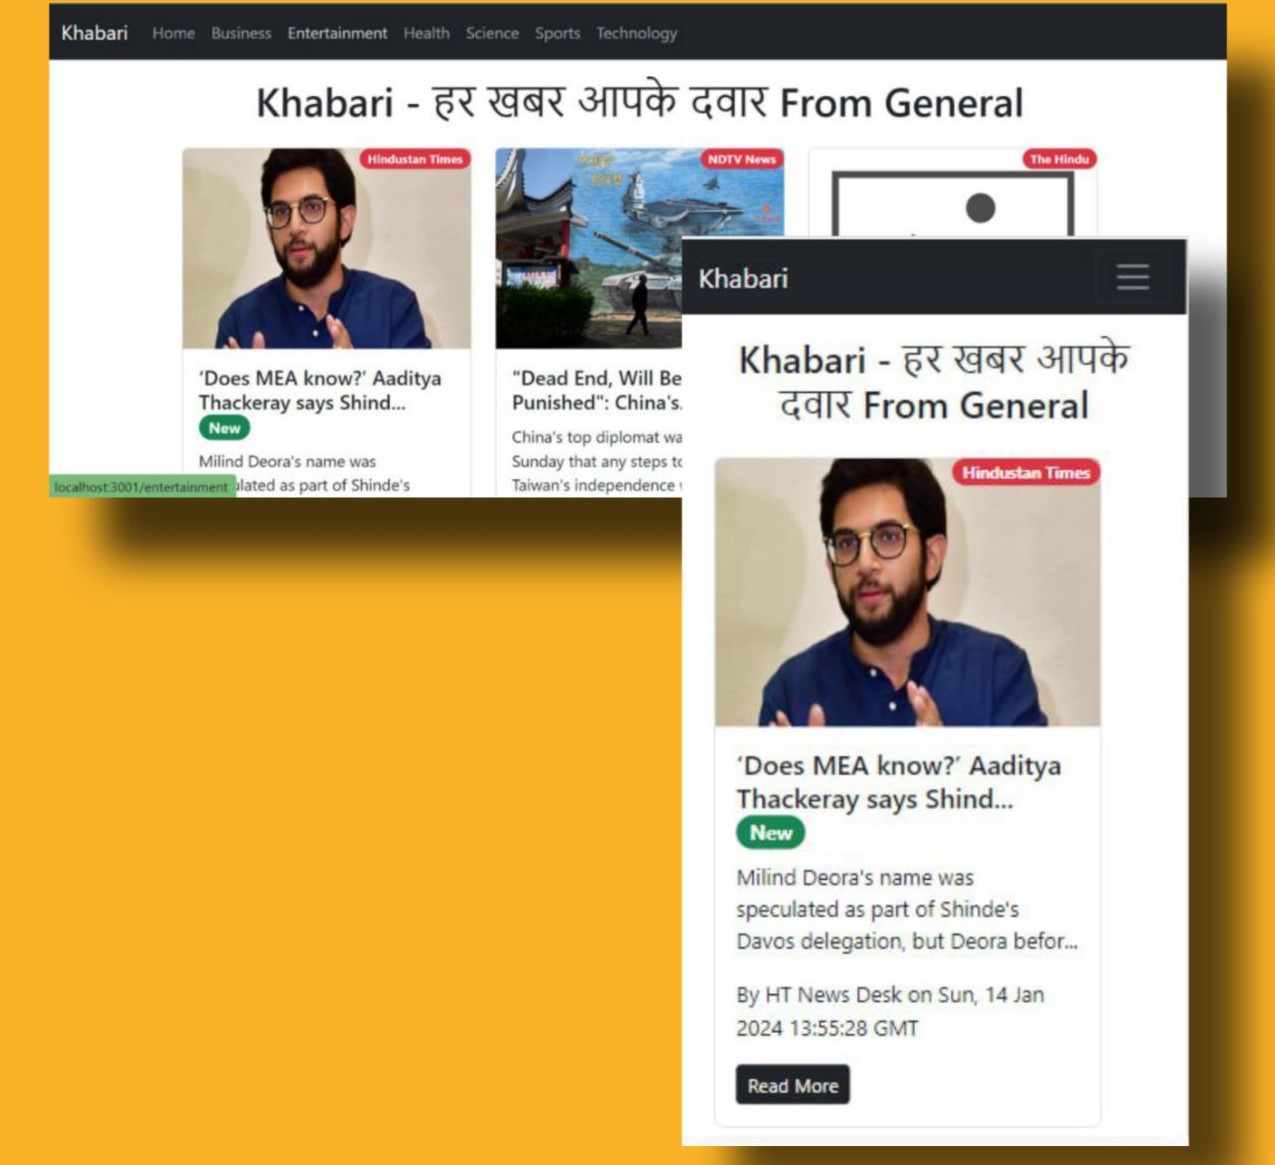 Khabari Home Business Entertainment Health Science Sports Technology
Khabari - हर खबर आपके दवार From General
Hindustan Times
‘Does MEA know?’ Aaditya
Thackeray says Shind...
New
Milind Deora's name was
ulated as part of Shinde's
NDTV News
"Dead End, Will Be
Punished": China's
China's top diplomat wa
Sunday that any steps to
Taiwan's independence
The Hindu
localhost:3001/entertainment
Khabari
Khabari - हर खबर आपके
दवार From General
Hindustan Times
‘Does MEA know?’ Aaditya
Thackeray says Shind...
New
Milind Deora's name was
speculated as part of Shinde's
Davos delegation, but Deora befor...
By HT News Desk on Sun, 14 Jan
2024 13:55:28 GMT
Read More